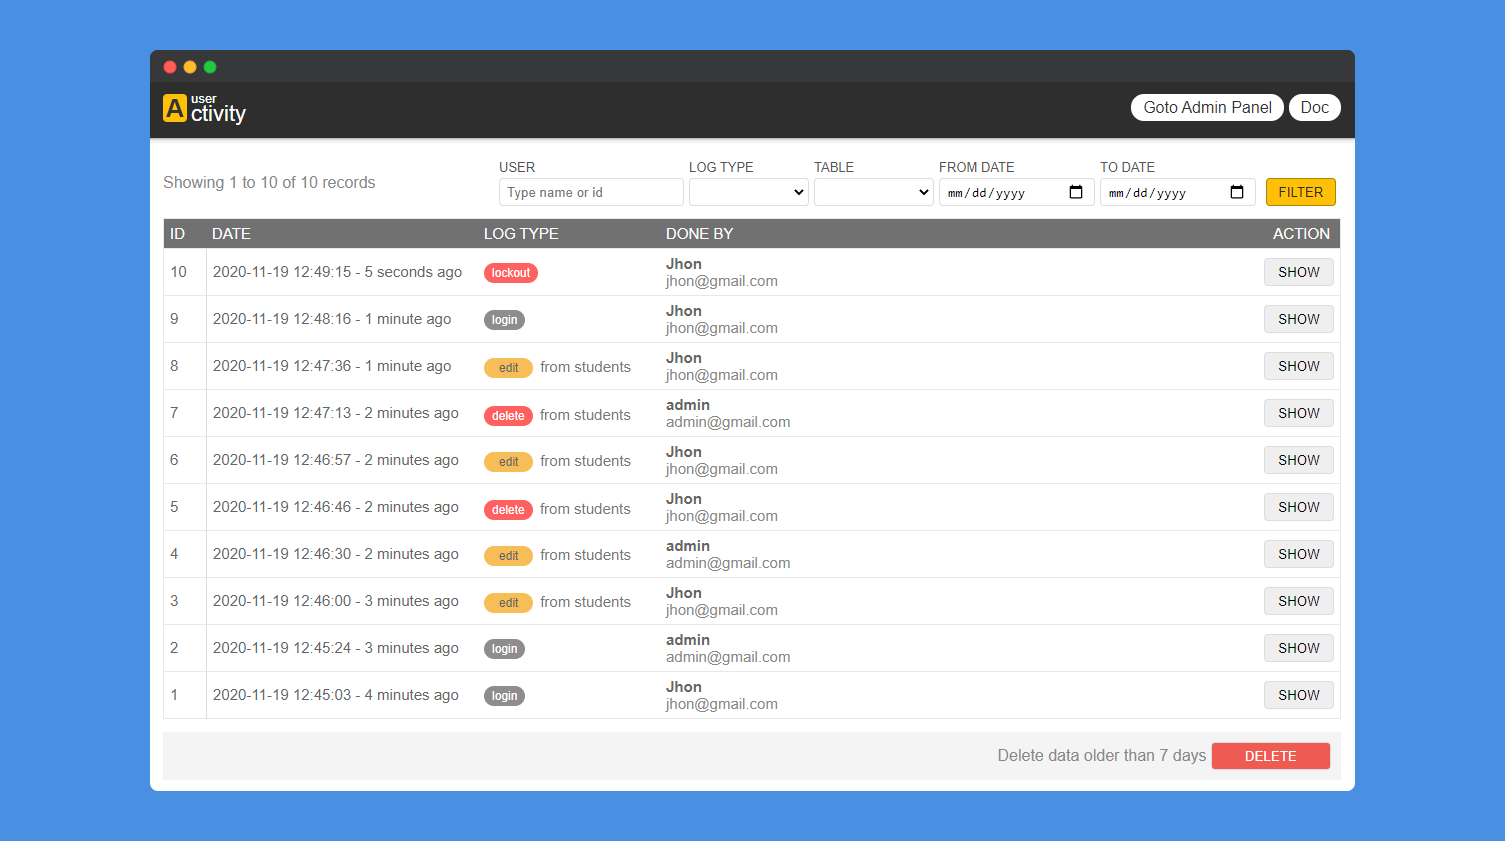 A user
ctivity
Goto Admin Panel Doc
Showing 1 to 10 of 10 records
USER LOG TYPE TABLE FROM DATE TO DATE
Type name or id mm/dd/yyyy mm/dd/yyyy FILTER
ID DATE LOG TYPE DONE BY ACTION
10 2020-11-19 12:49:15 - 5 seconds ago lockout Jhon SHOW
jhon@gmail.com
9 2020-11-19 12:48:16 - 1 minute ago login Jhon SHOW
jhon@gmail.com
8 2020-11-19 12:47:36 - 1 minute ago edit from students Jhon SHOW
jhon@gmail.com
7 2020-11-19 12:47:13 - 2 minutes ago delete from students admin SHOW
admin@gmail.com
6 2020-11-19 12:46:57 - 2 minutes ago edit from students Jhon SHOW
jhon@gmail.com
5 2020-11-19 12:46:46 - 2 minutes ago delete from students Jhon SHOW
jhon@gmail.com
4 2020-11-19 12:46:30 - 2 minutes ago edit from students admin SHOW
admin@gmail.com
3 2020-11-19 12:46:00 - 3 minutes ago edit from students Jhon SHOW
jhon@gmail.com
2 2020-11-19 12:45:24 - 3 minutes ago login admin SHOW
admin@gmail.com
1 2020-11-19 12:45:03 - 4 minutes ago login Jhon SHOW
jhon@gmail.com
Delete data older than 7 days DELETE